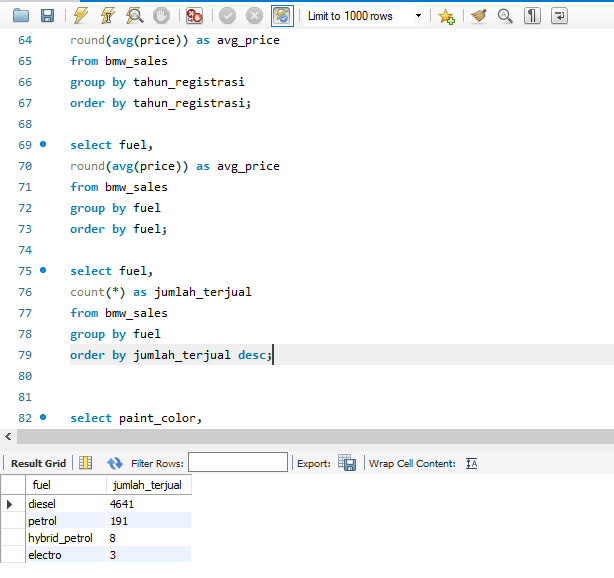 Limit to 1000 rows
64 round(avg(price)) as avg_price
65 from bmw_sales
66 group by tahun_registrasi
67 order by tahun_registrasi;
68
69 select fuel,
70 round(avg(price)) as avg_price
71 from bmw_sales
72 group by fuel
73 order by fuel;
74
75 select fuel,
76 count(*) as jumlah_terjual
77 from bmw_sales
78 group by fuel
79 order by jumlah_terjual desc;
80
81
82 select paint_color,
Result Grid Filter Rows: Export: Wrap Cell Content:
fuel jumlah_terjual
diesel 4641
petrol 191
hybrid_petrol 8
electro 3